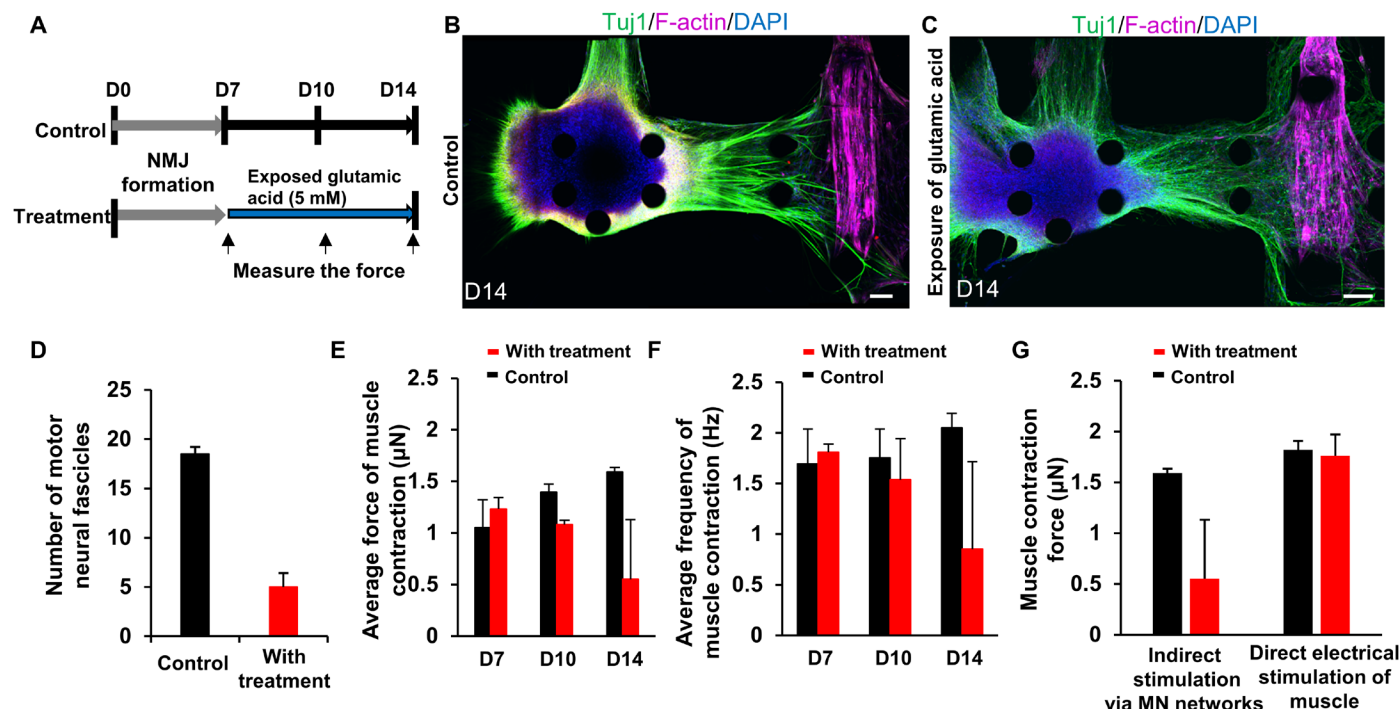 A
D0
D7
D10
D14
Control
NMJ
formation
Exposed glutamic
acid (5 mM)
Treatment
Measure the force
B
Tuj1/F-actin/DAPI
Control
D14
C
Tuj1/F-actin/DAPI
Exposure of glutamic acid
D14
D
Number of motor
neural fascicles
25
20
15
10
5
0
Control
With
treatment
E
With treatment
Control
Average force of muscle
contraction (µN)
2.5
2
1.5
1
0.5
0
D7
D10
D14
F
With treatment
Control
Average frequency of
muscle contraction (Hz)
2.5
2
1.5
1
0.5
0
D7
D10
D14
G
With treatment
Control
Muscle contraction
force (µN)
2.5
2
1.5
1
0.5
0
Indirect
stimulation
via MN networks
Direct electrical
stimulation of
muscle